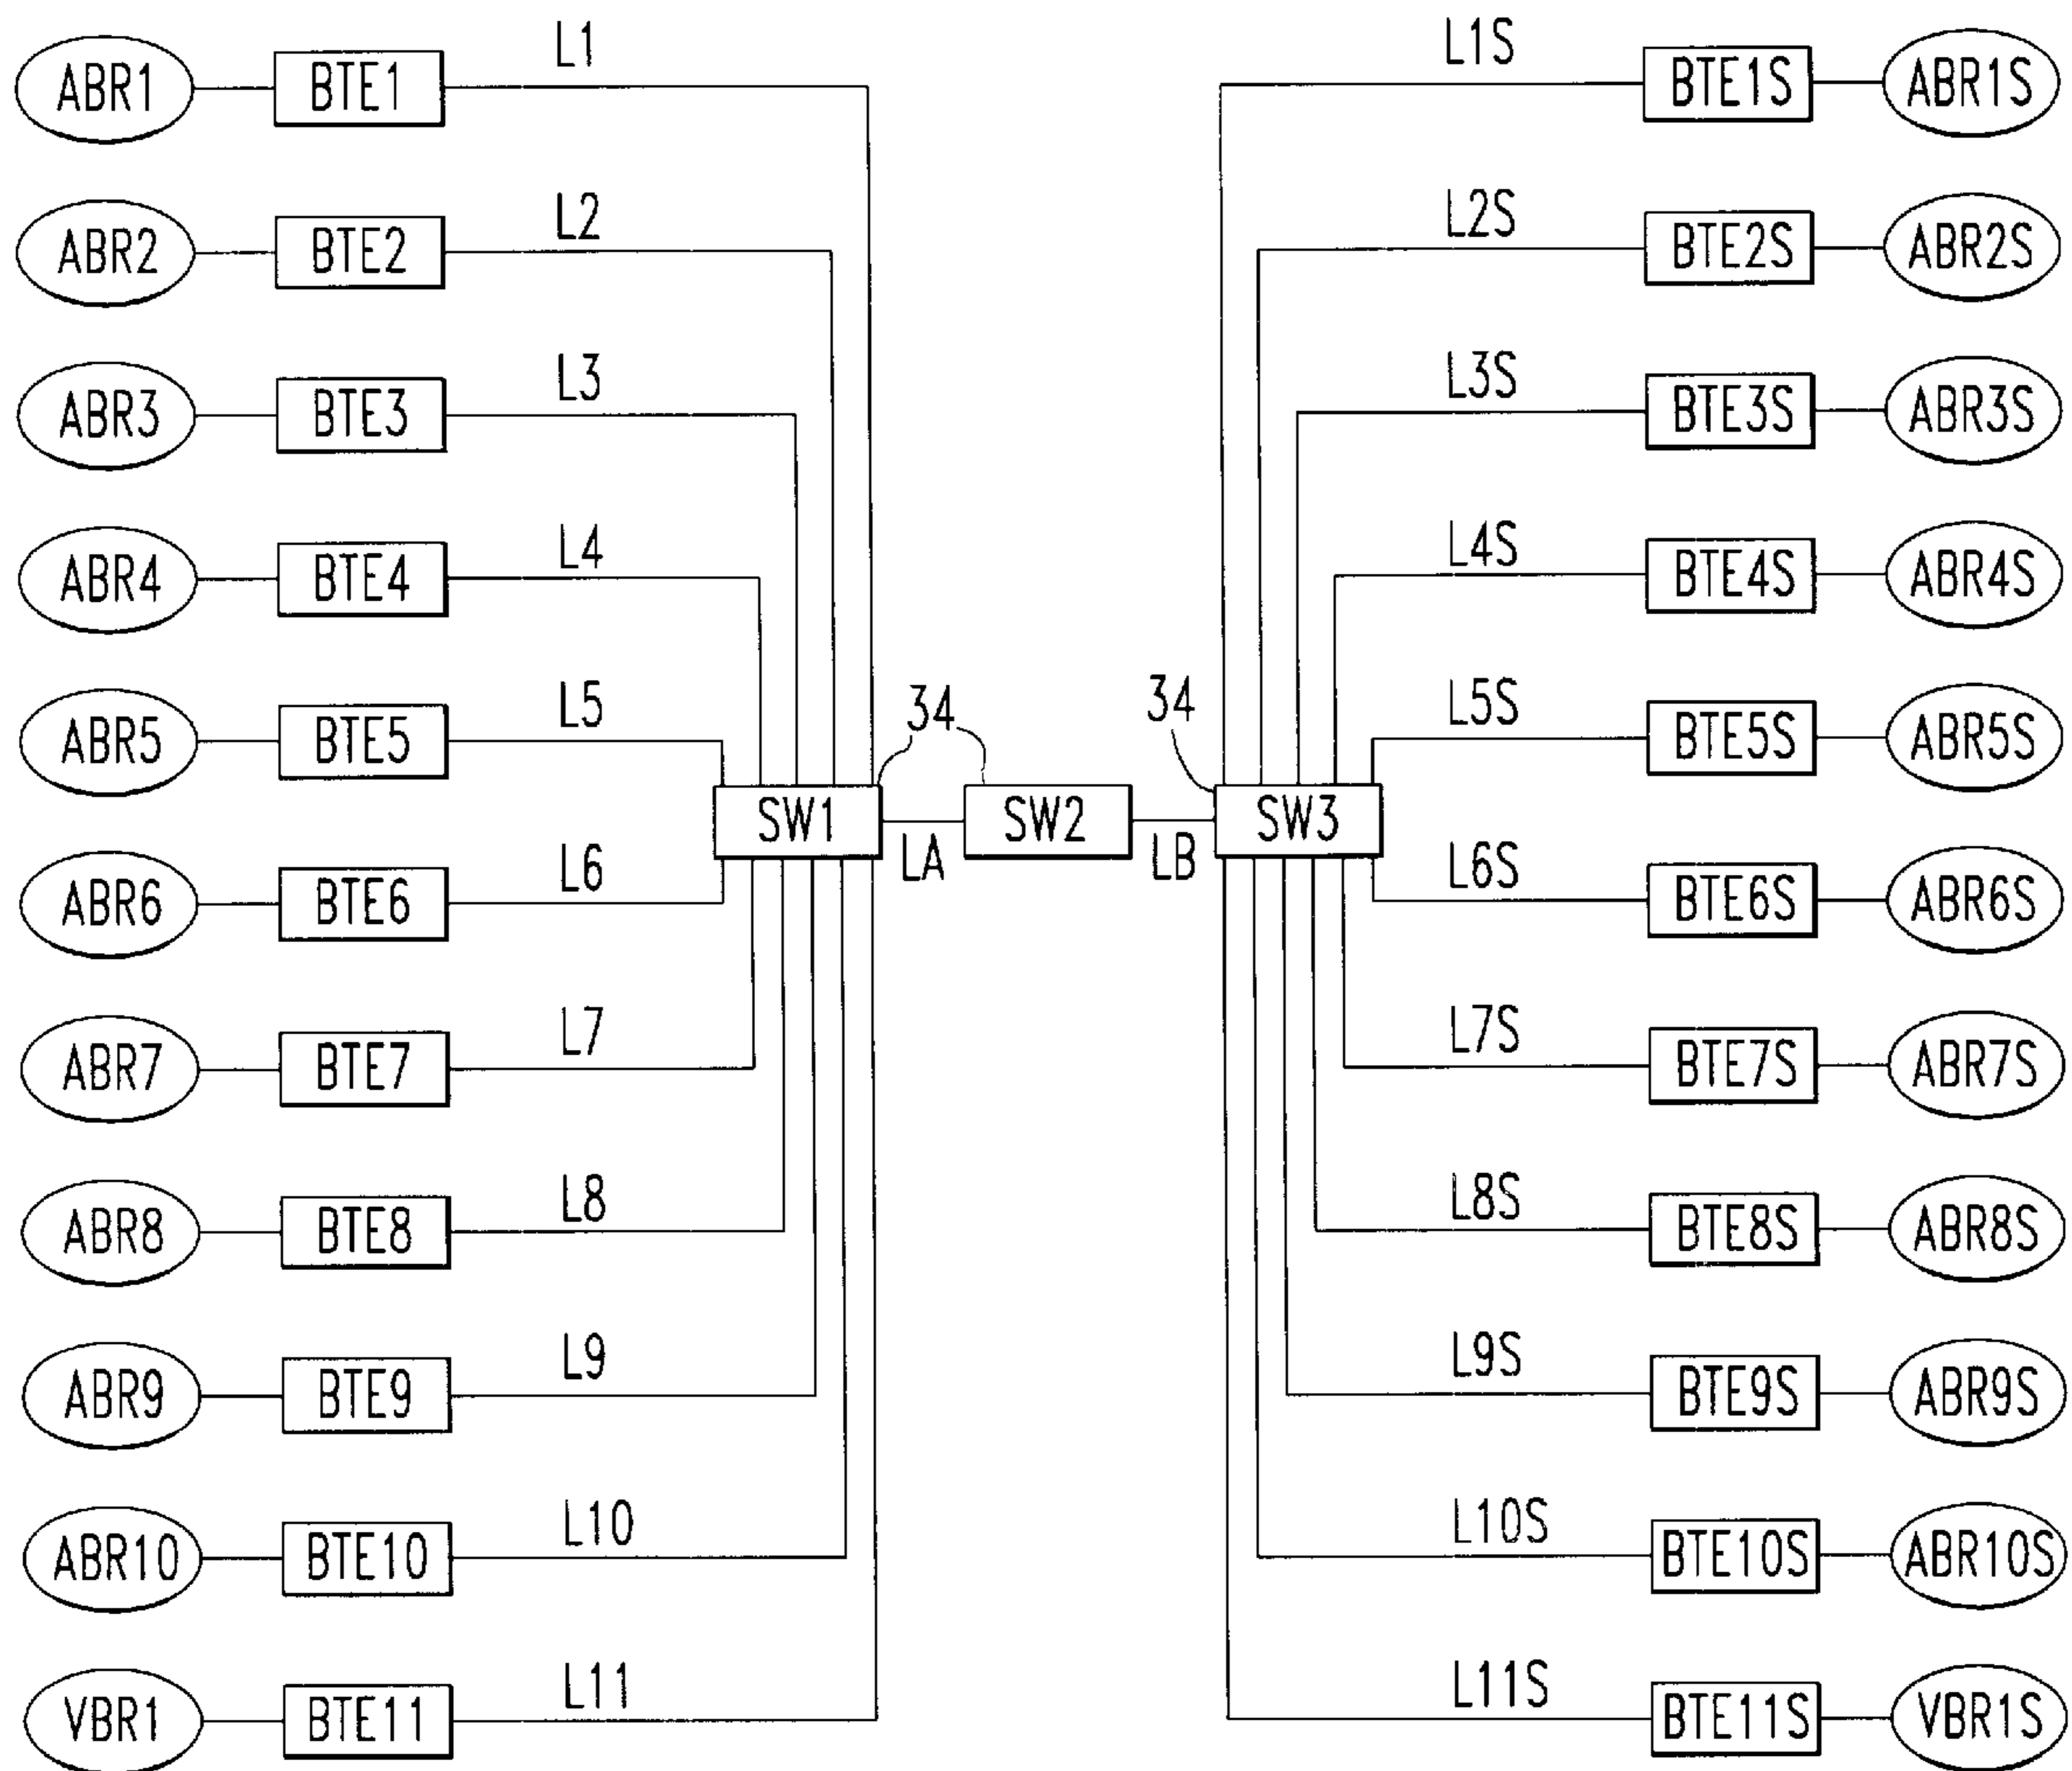 ABR1 BTE1 L1 L1S BTE1S ABR1S
ABR2 BTE2 L2 L2S BTE2S ABR2S
ABR3 BTE3 L3 L3S BTE3S ABR3S
ABR4 BTE4 L4 L4S BTE4S ABR4S
ABR5 BTE5 L5 34 34 L5S BTE5S ABR5S
SW1 LA SW2 LB SW3
ABR6 BTE6 L6 L6S BTE6S ABR6S
ABR7 BTE7 L7 L7S BTE7S ABR7S
ABR8 BTE8 L8 L8S BTE8S ABR8S
ABR9 BTE9 L9 L9S BTE9S ABR9S
ABR10 BTE10 L10 L10S BTE10S ABR10S
VBR1 BTE11 L11 L11S BTE11S VBR1S